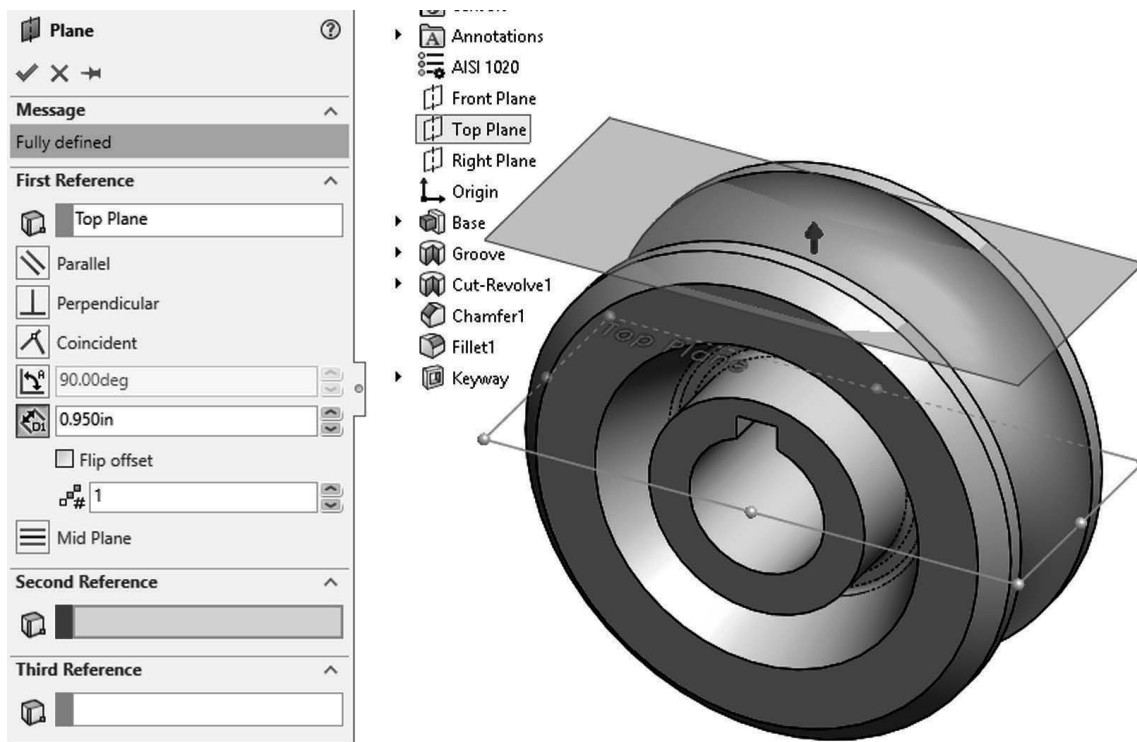 Plane
Message
Fully defined
First Reference
Top Plane
Parallel
Perpendicular
Coincident
90.00deg
D1
0.950in
Flip offset
# 1
Mid Plane
Second Reference
Third Reference
Annotations
AISI 1020
Front Plane
Top Plane
Right Plane
Origin
Base
Groove
Cut-Revolve1
Chamfer1
Fillet1
Keyway
Top Plane